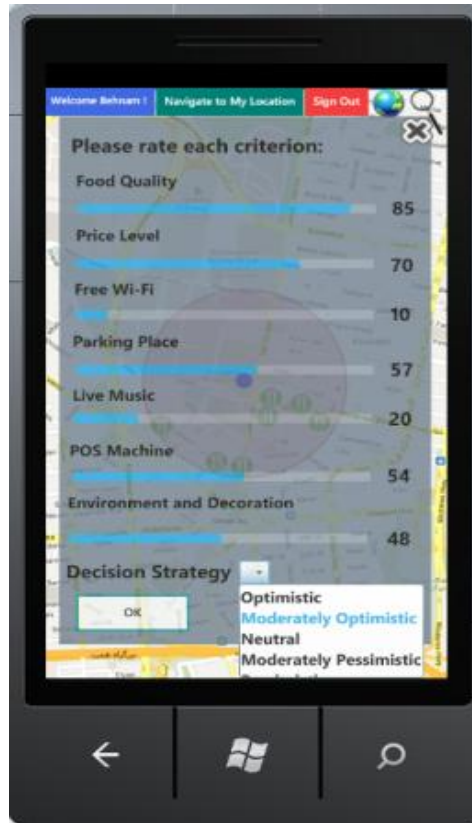 Welcome Behnam !
Navigate to My Location
Sign Out
Please rate each criterion:
Food Quality
85
Price Level
70
Free Wi-Fi
10
Parking Place
57
Live Music
20
POS Machine
54
Environment and Decoration
48
Decision Strategy
OK
Optimistic
Moderately Optimistic
Neutral
Moderately Pessimistic